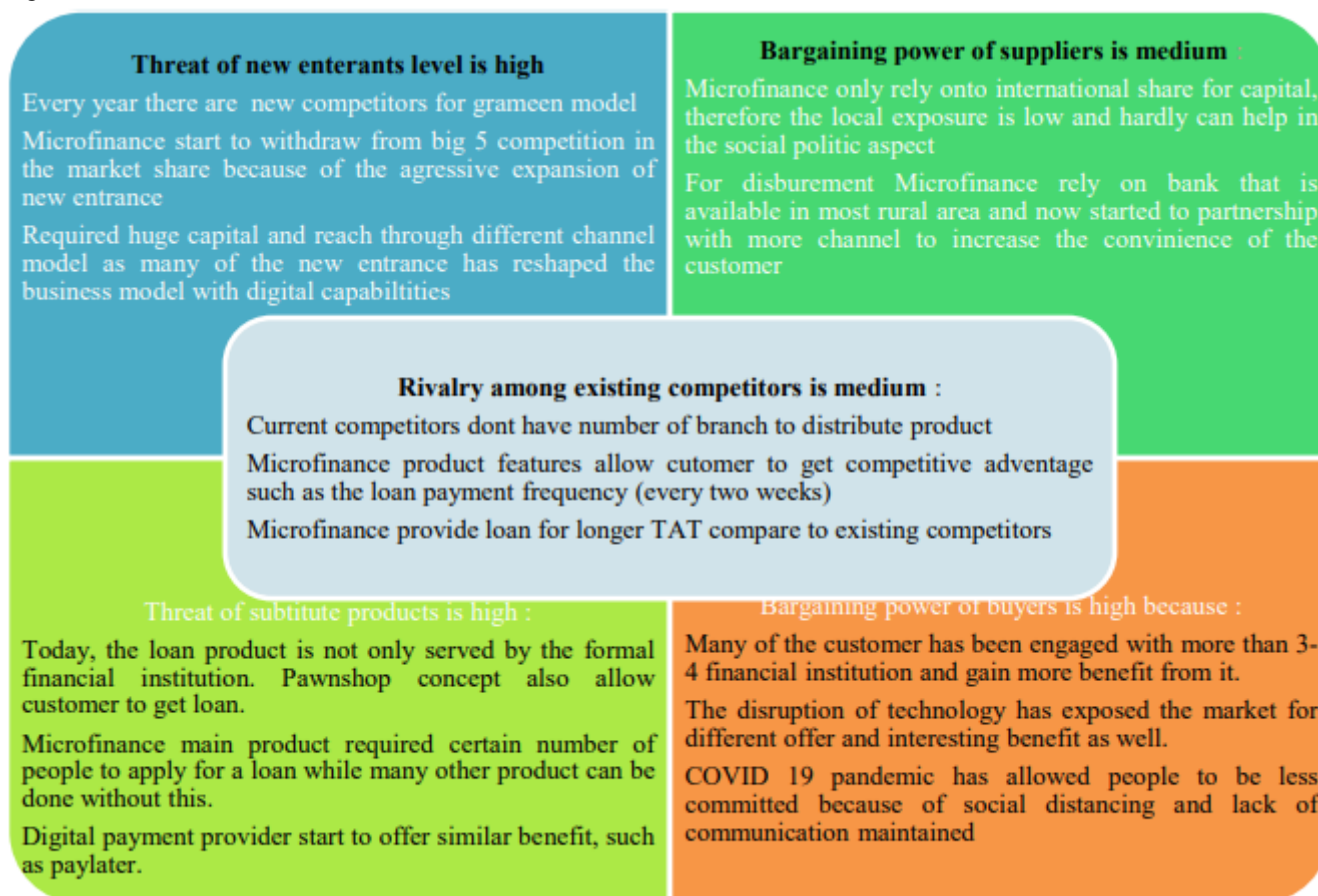 Threat of new enterants level is high
Every year there are new competitors for grameen model
Microfinance start to withdraw from big 5 competition in
the market share because of the agressive expansion of
new entrance
Required huge capital and reach through different channel
model as many of the new entrance has reshaped the
business model with digital capabiltities
Bargaining power of suppliers is medium :
Microfinance only rely onto international share for capital,
therefore the local exposure is low and hardly can help in
the social politic aspect
For disburement Microfinance rely on bank that is
available in most rural area and now started to partnership
with more channel to increase the convinience of the
customer
Rivalry among existing competitors is medium :
Current competitors dont have number of branch to distribute product
Microfinance product features allow cutomer to get competitive adventage
such as the loan payment frequency (every two weeks)
Microfinance provide loan for longer TAT compare to existing competitors
Threat of subtitute products is high :
Today, the loan product is not only served by the formal
financial institution. Pawnshop concept also allow
customer to get loan.
Microfinance main product required certain number of
people to apply for a loan while many other product can be
done without this.
Digital payment provider start to offer similar benefit, such
as paylater.
Bargaining power of buyers is high because :
Many of the customer has been engaged with more than 3-
4 financial institution and gain more benefit from it.
The disruption of technology has exposed the market for
different offer and interesting benefit as well.
COVID 19 pandemic has allowed people to be less
committed because of social distancing and lack of
communication maintained